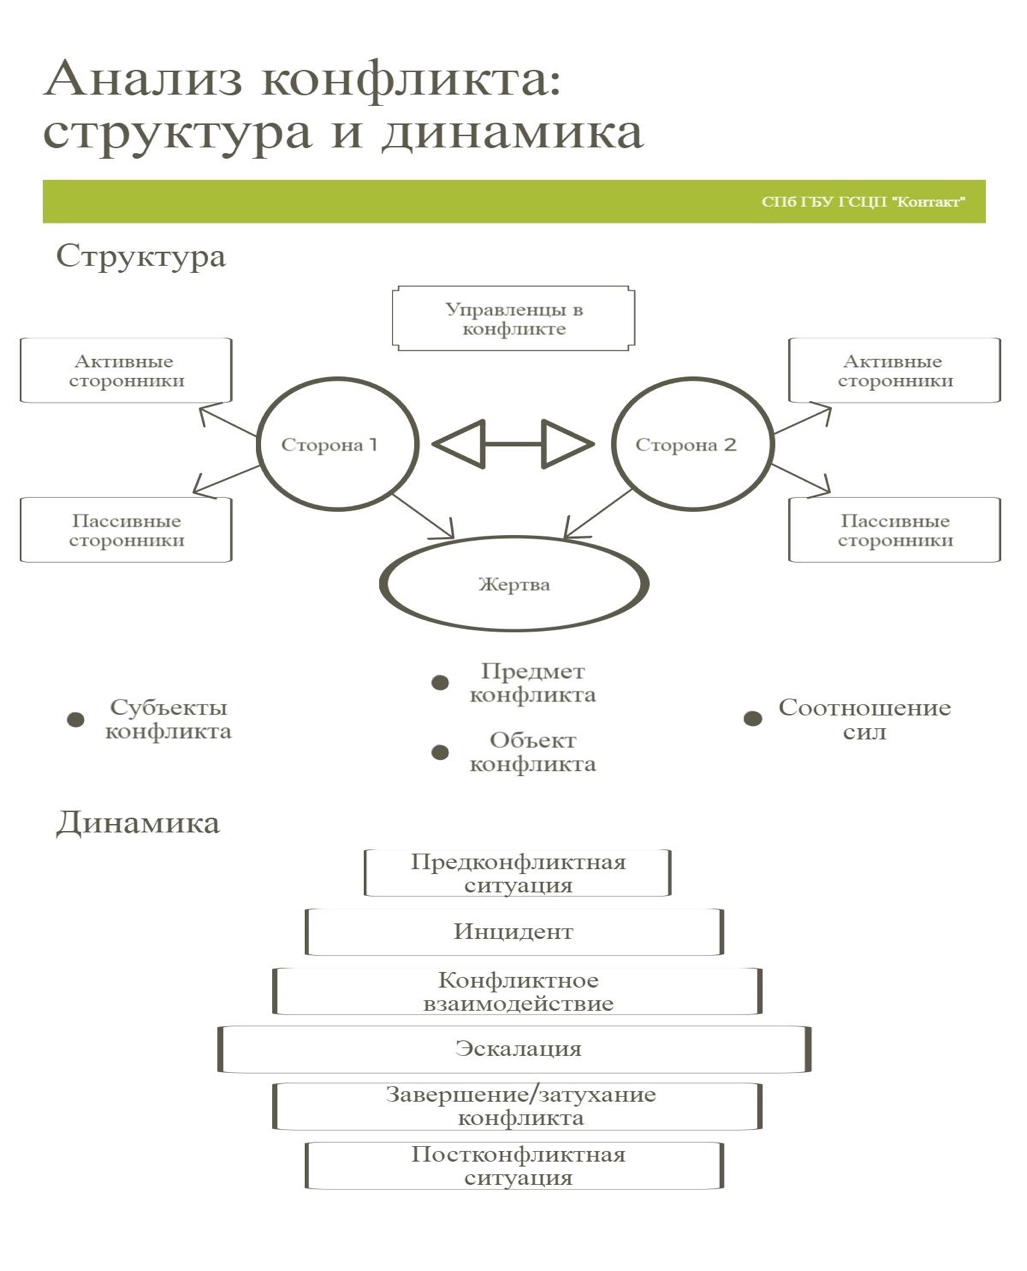 Анализ конфликта:
структура и динамика
СПб ГБУ ГСЦП "Контакт"
Структура
Управленцы в
конфликте
Активные
сторонники
Активные
сторонники
Сторона 1
Сторона 2
Пассивные
сторонники
Пассивные
сторонники
Жертва
Субъекты
конфликта
Предмет
конфликта
Объект
конфликта
Соотношение
сил
Динамика
Предконфликтная
ситуация
Инцидент
Конфликтное
взаимодействие
Эскалация
Завершение/затухание
конфликта
Постконфликтная
ситуация